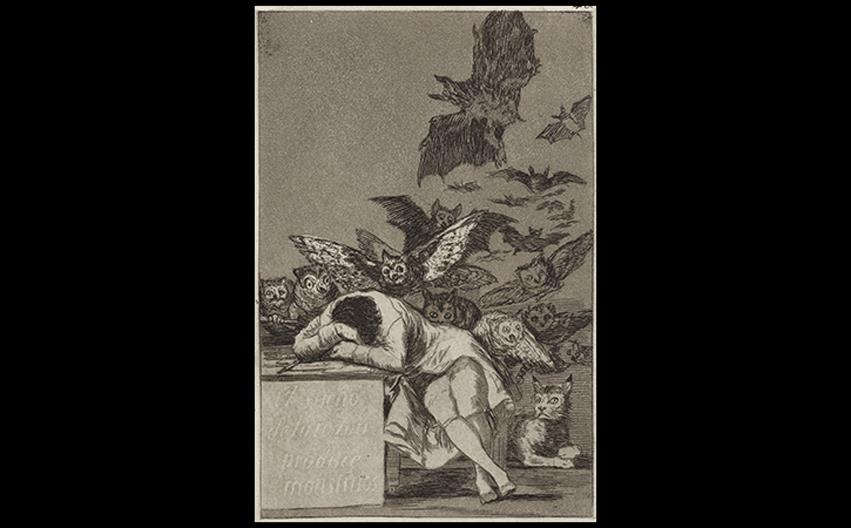 El sueño
de la razon
produce
monstruos